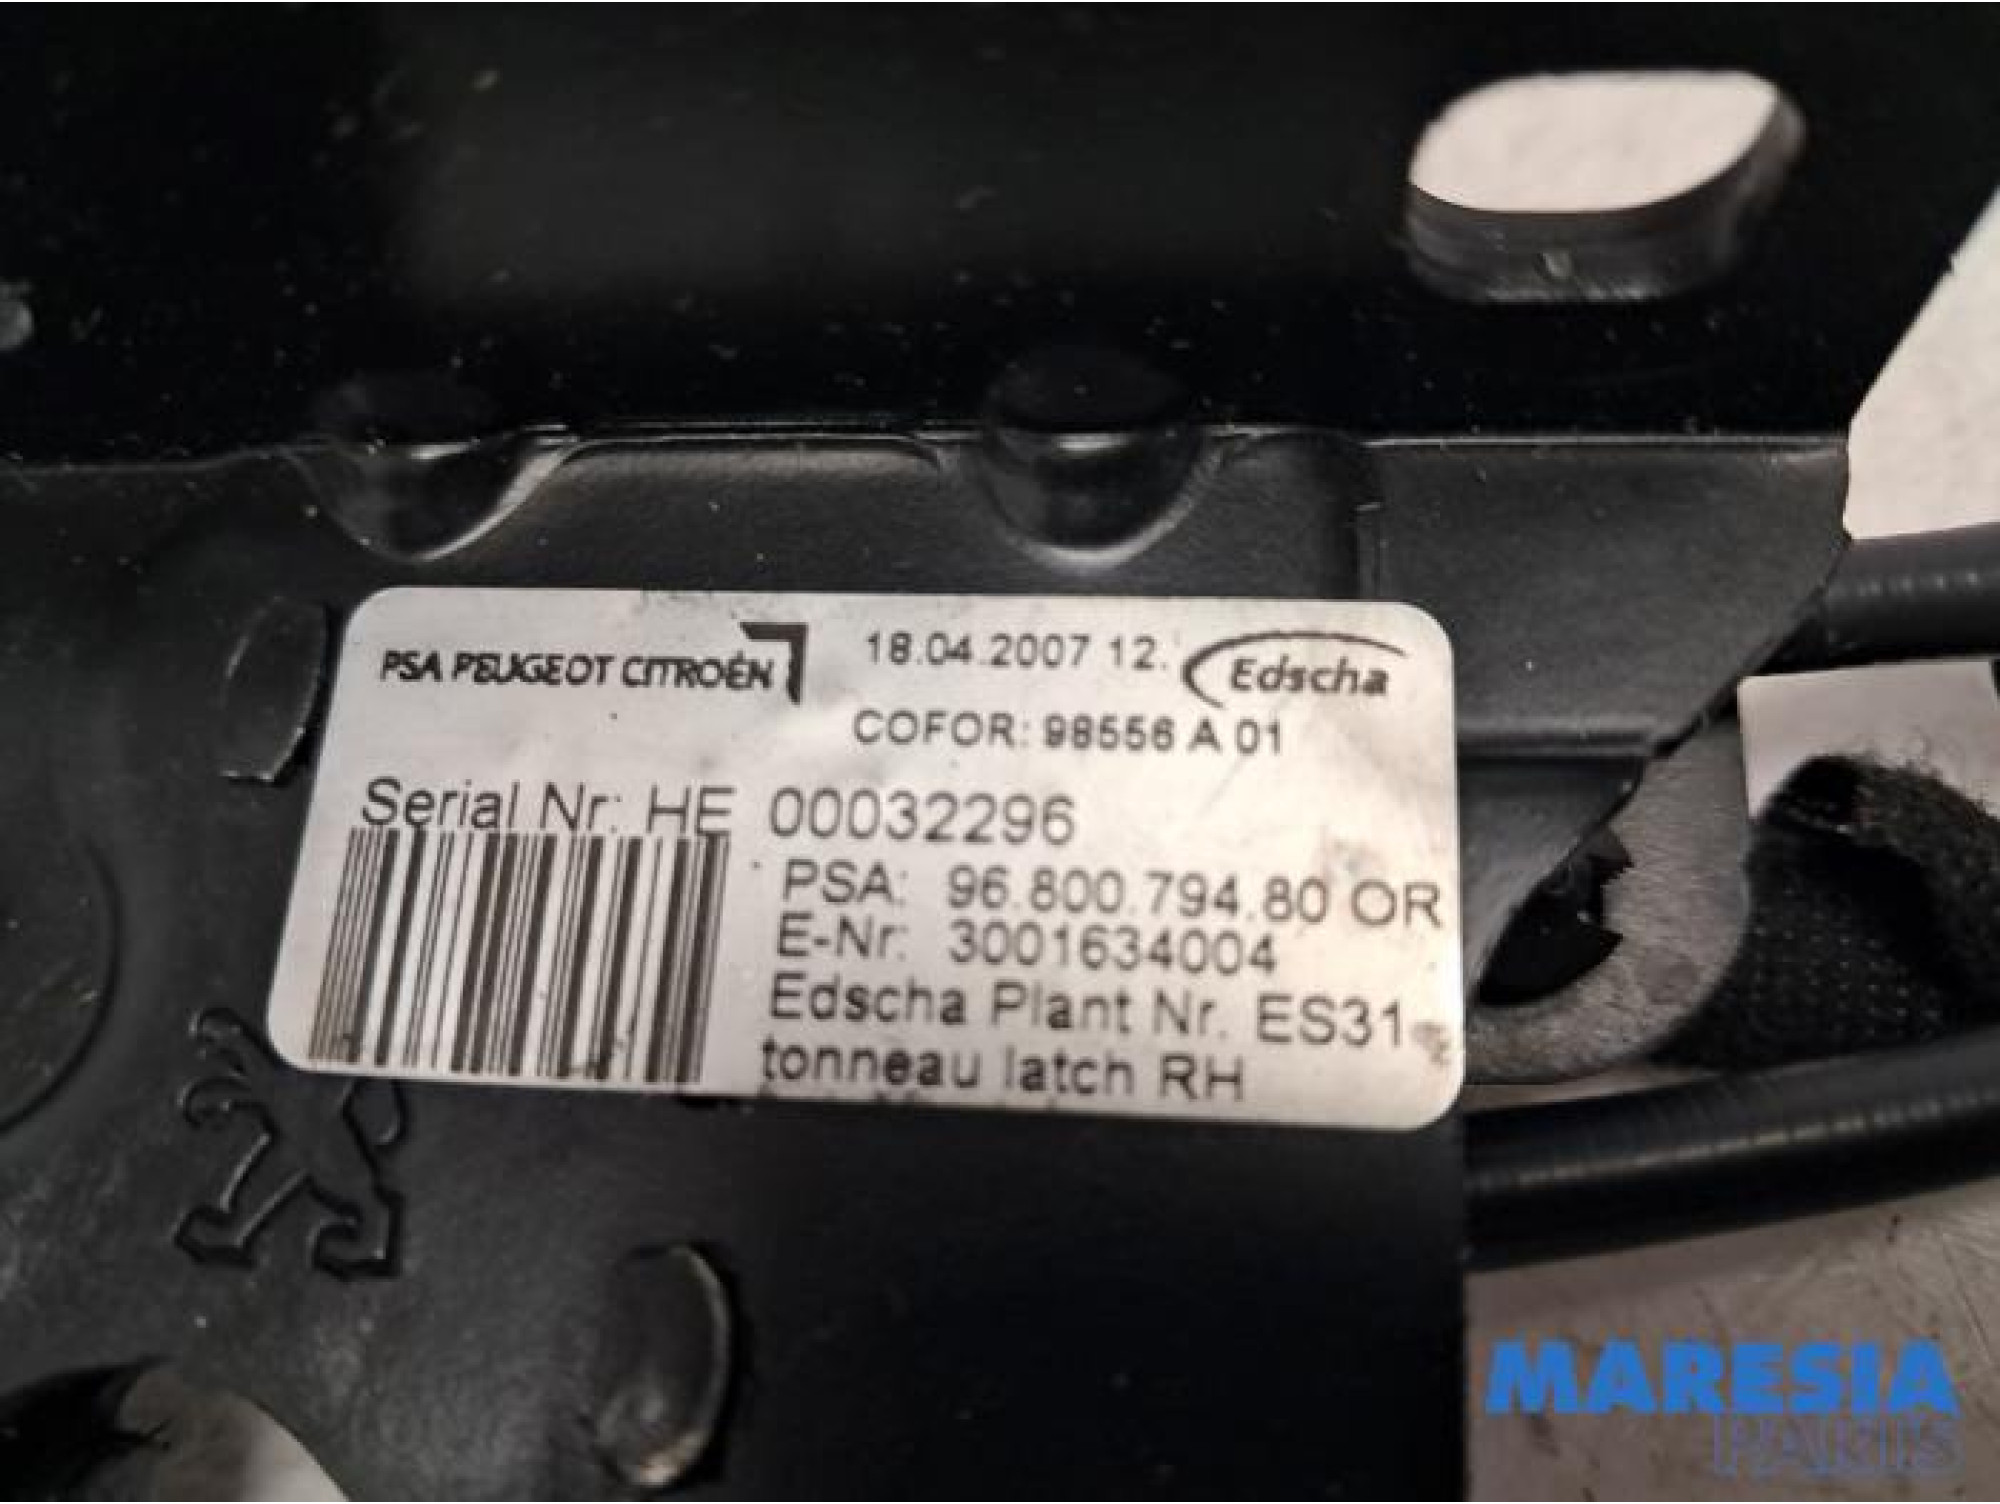 PSA PEUGEOT CITROËN
18.04.2007 12.
Edscha
COFOR: 98556 A 01
Serial Nr: HE 00032296
PSA: 96.800.794.80 OR
E-Nr: 3001634004
Edscha Plant Nr. ES31
tonneau latch RH
MARESIA
PARTS